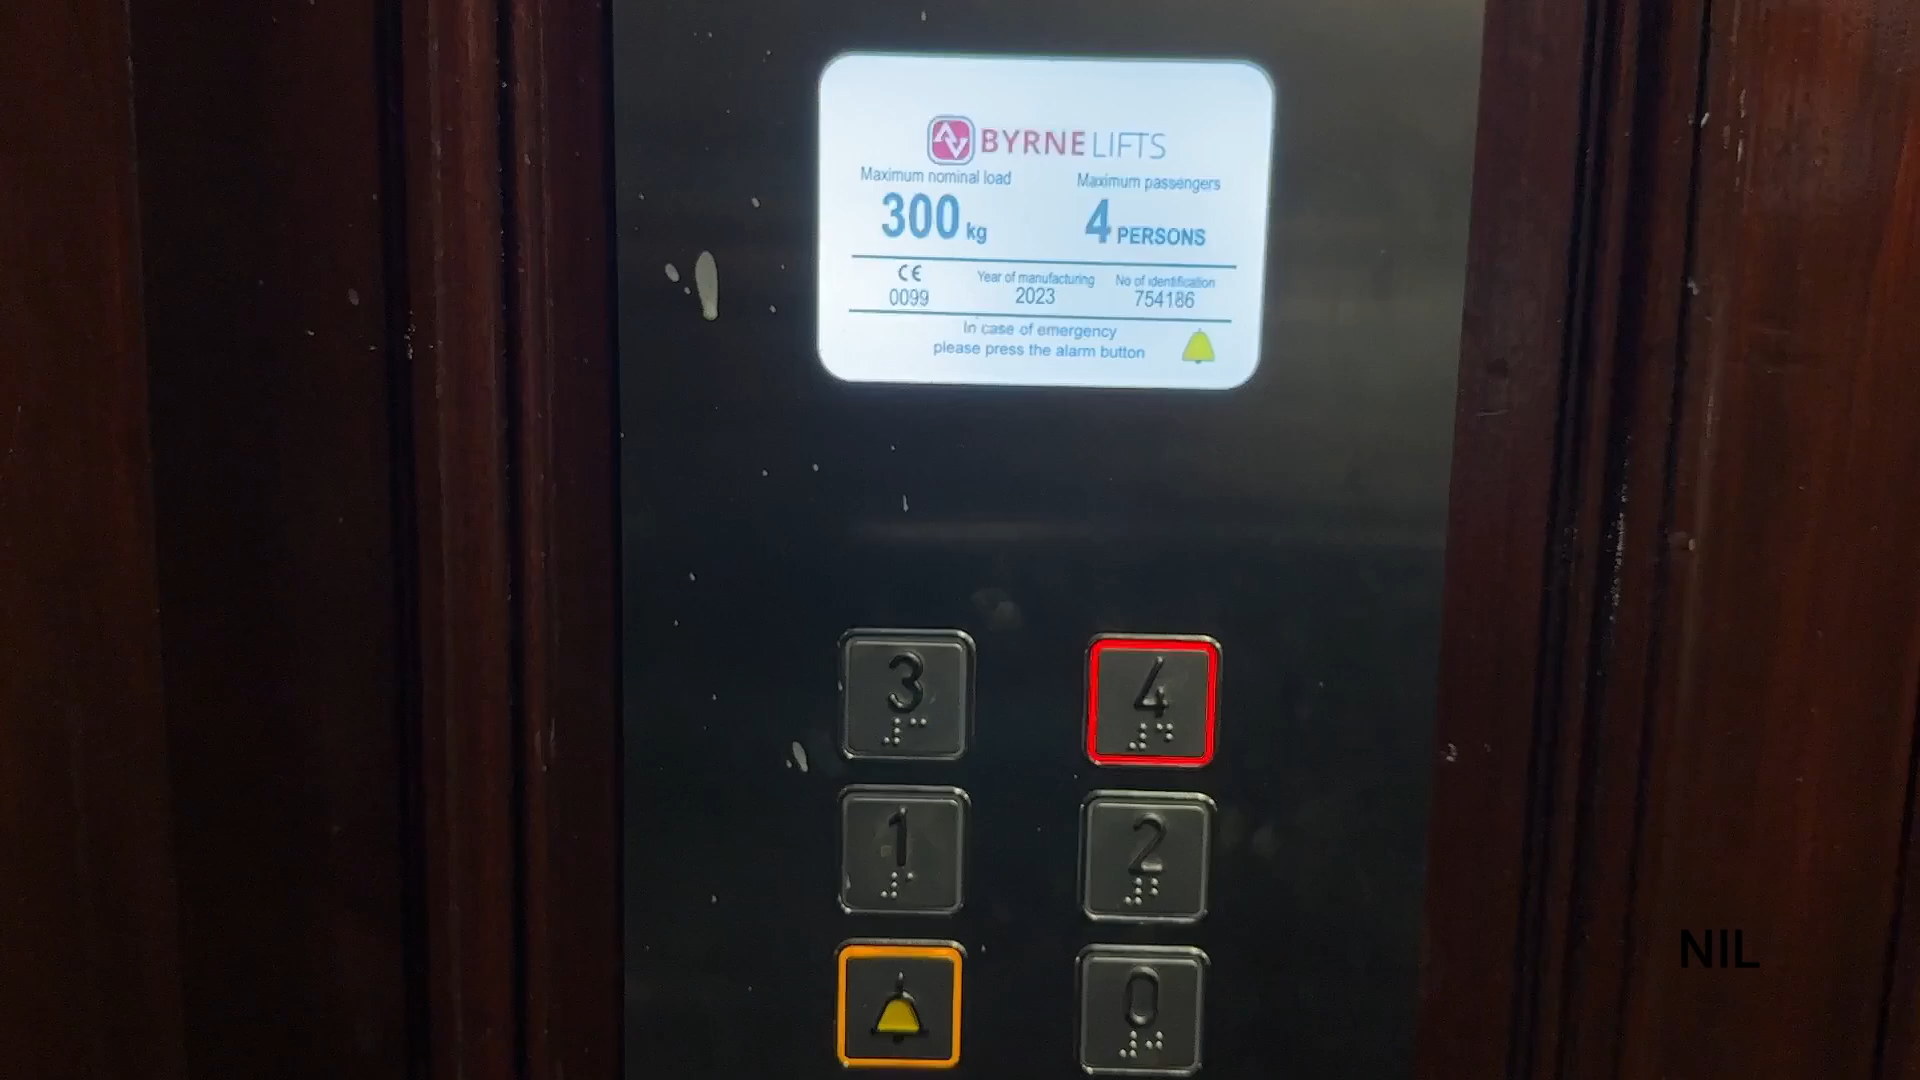 BYRNE LIFTS
Maximum nominal load
300 kg
Maximum passengers
4 PERSONS
CE
0099
Year of manufacturing
2023
No of identification
754186
In case of emergency
please press the alarm button
3
4
1
2
0
NIL